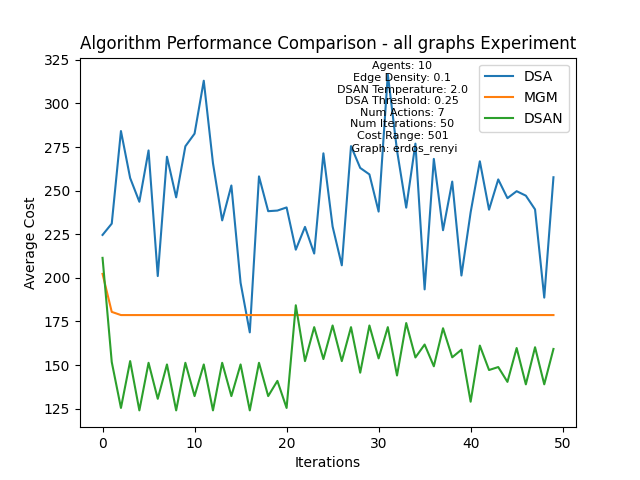 Algorithm Performance Comparison - all graphs Experiment
Agents: 10
Edge Density: 0.1
DSAN Temperature: 2.0
DSA Threshold: 0.25
Num Actions: 7
Num Iterations: 50
Cost Range: 501
Graph: erdos_renyi
DSA
MGM
DSAN
Average Cost
325
300
275
250
225
200
175
150
125
0
10
20
30
40
50
Iterations